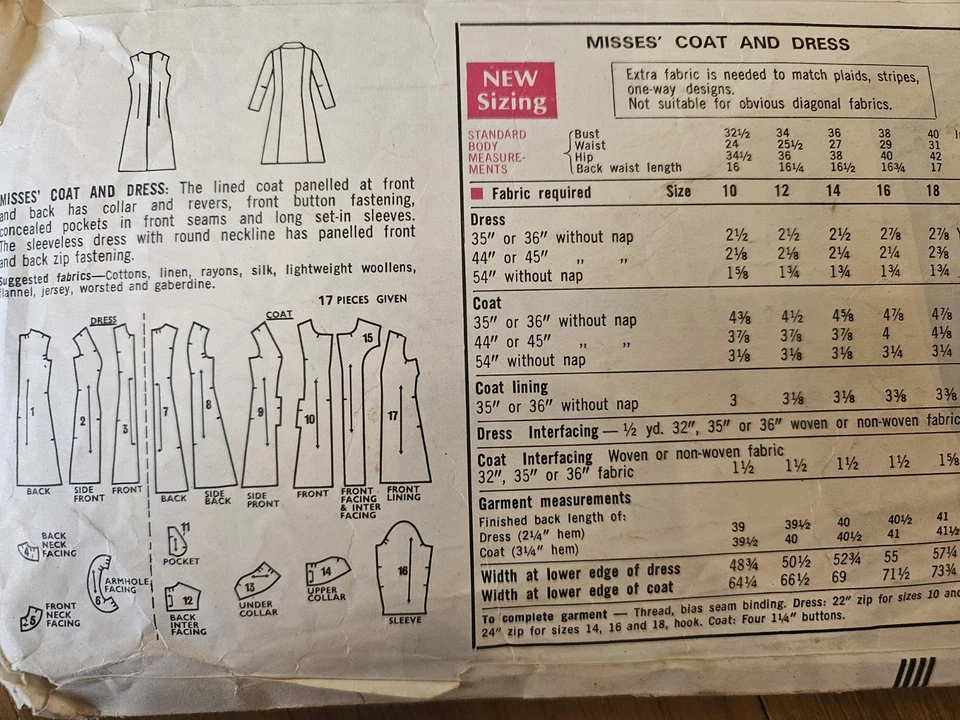 MISSES' COAT AND DRESS: The lined coat panelled at front
and back has collar and revers, front button fastening,
concealed pockets in front seams and long set-in sleeves.
The sleeveless dress with round neckline has panelled front
and back zip fastening.
Suggested fabrics—Cottons, linen, rayons, silk, lightweight woollens,
flannel, jersey, worsted and gaberdine.
17 PIECES GIVEN
DRESS
COAT
1
2
3
7
8
9
10
15
17
BACK
SIDE FRONT
FRONT
BACK
SIDE BACK
SIDE FRONT
FRONT
FRONT FACING & INTER FACING
FRONT LINING
4
BACK NECK FACING
5
FRONT NECK FACING
6
ARMHOLE FACING
11
POCKET
12
BACK INTER FACING
13
UNDER COLLAR
14
UPPER COLLAR
16
SLEEVE
MISSES' COAT AND DRESS
NEW
Sizing
Extra fabric is needed to match plaids, stripes,
one-way designs.
Not suitable for obvious diagonal fabrics.
STANDARD
BODY
MEASURE-
MENTS
Bust 32½ 34 36 38 40
Waist 24 25½ 27 29 31
Hip 34½ 36 38 40 42
Back waist length 16 16¼ 16½ 16¾ 17
Fabric required Size 10 12 14 16 18
Dress
35" or 36" without nap 2½ 2½ 2½ 2⅞ 2⅞
44" or 45" ,, ,, 2⅛ 2⅛ 2¼ 2¼ 2⅜
54" without nap 1⅝ 1¾ 1¾ 1¾ 1¾
Coat
35" or 36" without nap 4⅜ 4½ 4⅝ 4⅞ 4⅞
44" or 45" ,, ,, 3⅞ 3⅞ 3⅞ 4 4⅛
54" without nap 3⅛ 3⅛ 3⅛ 3¼ 3¼
Coat lining
35" or 36" without nap 3 3⅛ 3⅛ 3⅜ 3⅜
Dress Interfacing — ½ yd. 32", 35" or 36" woven or non-woven fabric
Coat Interfacing Woven or non-woven fabric
32", 35" or 36" fabric 1½ 1½ 1½ 1½ 1⅝
Garment measurements
Finished back length of:
Dress (2¼" hem) 39 39½ 40 40½ 41
Coat (3¼" hem) 39½ 40 40½ 41 41½
Width at lower edge of dress 48¾ 50½ 52¾ 55 57¼
Width at lower edge of coat 64¼ 66½ 69 71½ 73¾
To complete garment — Thread, bias seam binding. Dress: 22" zip for sizes 10 and
24" zip for sizes 14, 16 and 18, hook. Coat: Four 1¼" buttons.